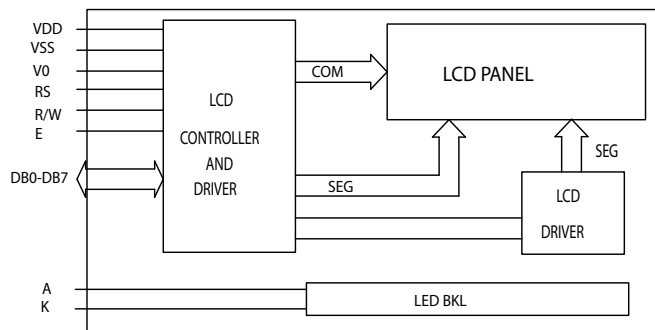 VDD
VSS
V0
RS
R/W
E
DB0-DB7
A
K
LCD
CONTROLLER
AND
DRIVER
COM
SEG
LCD PANEL
SEG
LCD
DRIVER
LED BKL